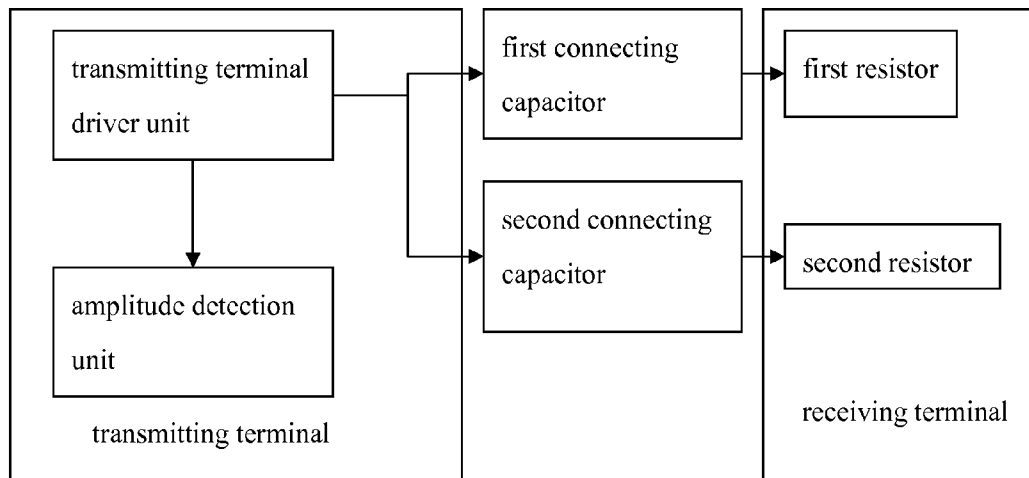 transmitting terminal
driver unit
amplitude detection
unit
transmitting terminal
first connecting
capacitor
second connecting
capacitor
first resistor
second resistor
receiving terminal